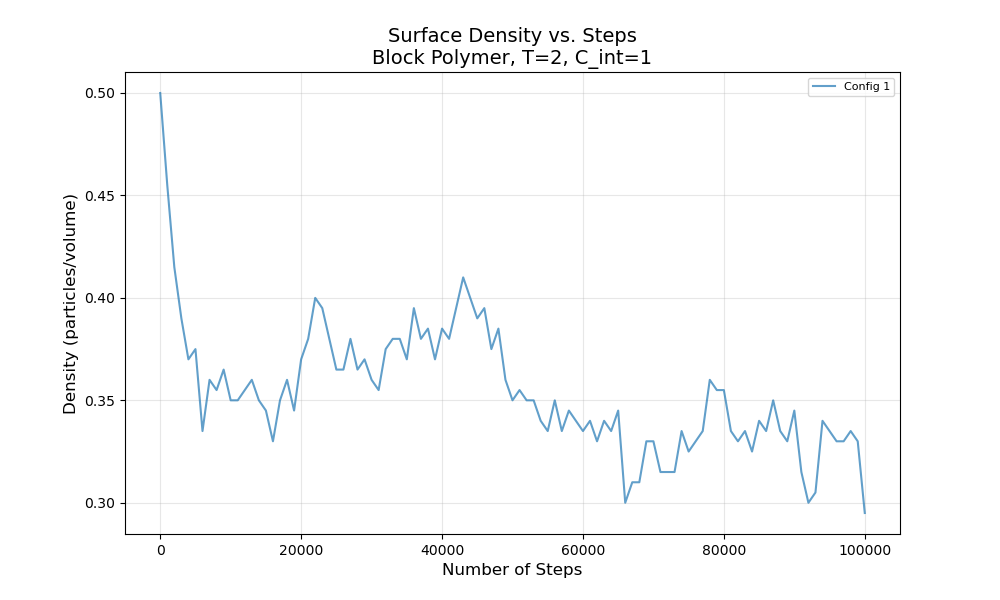 Surface Density vs. Steps
Block Polymer, T=2, C_int=1
Config 1
Density (particles/volume)
0.50
0.45
0.40
0.35
0.30
0
20000
40000
60000
80000
100000
Number of Steps